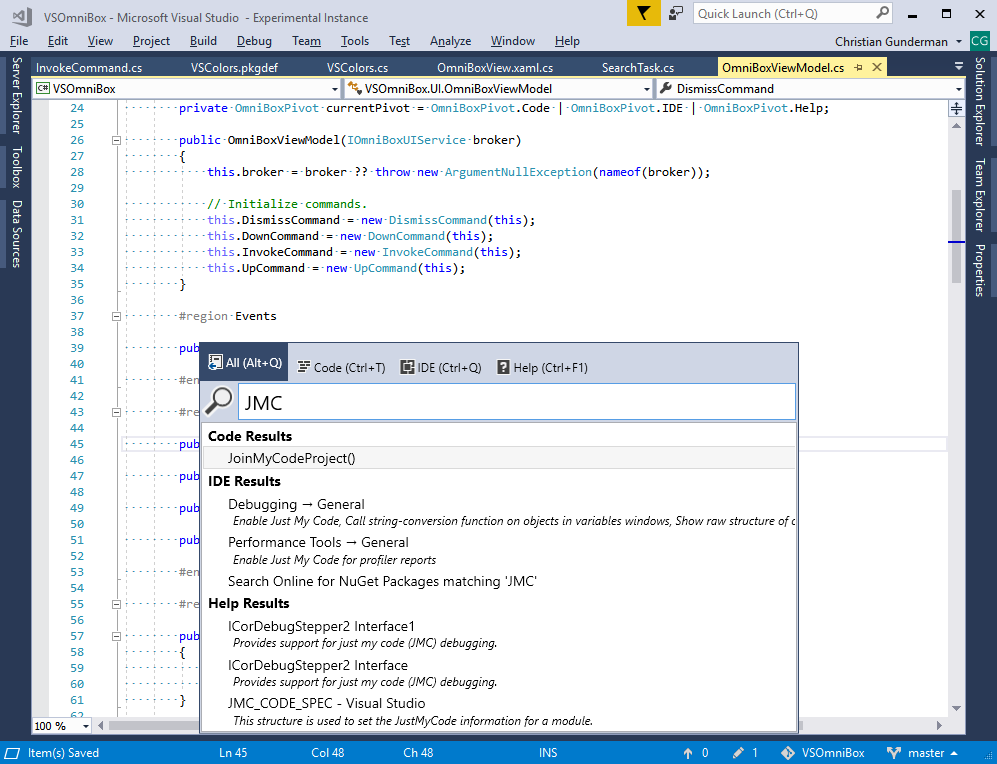 VSOmniBox - Microsoft Visual Studio - Experimental Instance
Quick Launch (Ctrl+Q)
File Edit View Project Build Debug Team Tools Test Analyze Window Help
Christian Gunderman CG
InvokeCommand.cs VSColors.pkgdef VSColors.cs OmniBoxView.xaml.cs SearchTask.cs OmniBoxViewModel.cs
C# VSOmniBox VSOmniBox.UI.OmniBoxViewModel DismissCommand
Server Explorer
Toolbox
Data Sources
Solution Explorer
Team Explorer
Properties
24 private OmniBoxPivot currentPivot = OmniBoxPivot.Code | OmniBoxPivot.IDE | OmniBoxPivot.Help;
25
26 public OmniBoxViewModel(IOmniBoxUIService broker)
27 {
28 this.broker = broker ?? throw new ArgumentNullException(nameof(broker));
29
30 // Initialize commands.
31 this.DismissCommand = new DismissCommand(this);
32 this.DownCommand = new DownCommand(this);
33 this.InvokeCommand = new InvokeCommand(this);
34 this.UpCommand = new UpCommand(this);
35 }
36
37 #region Events
38
39 pub
40
41 #en
42
43 #re
44
45 pub
46
47 pub
48
49 pub
50
51 pub
52
53 #en
54
55 #re
56
57 pub
58 {
59
60
61 }
62
All (Alt+Q) Code (Ctrl+T) IDE (Ctrl+Q) Help (Ctrl+F1)
JMC
Code Results
JoinMyCodeProject()
IDE Results
Debugging → General
Enable Just My Code, Call string-conversion function on objects in variables windows, Show raw structure of
Performance Tools → General
Enable Just My Code for profiler reports
Search Online for NuGet Packages matching 'JMC'
Help Results
ICorDebugStepper2 Interface1
Provides support for just my code (JMC) debugging.
ICorDebugStepper2 Interface
Provides support for just my code (JMC) debugging.
JMC_CODE_SPEC - Visual Studio
This structure is used to set the JustMyCode information for a module.
100 %
Item(s) Saved Ln 45 Col 48 Ch 48 INS 0 1 VSOmniBox master